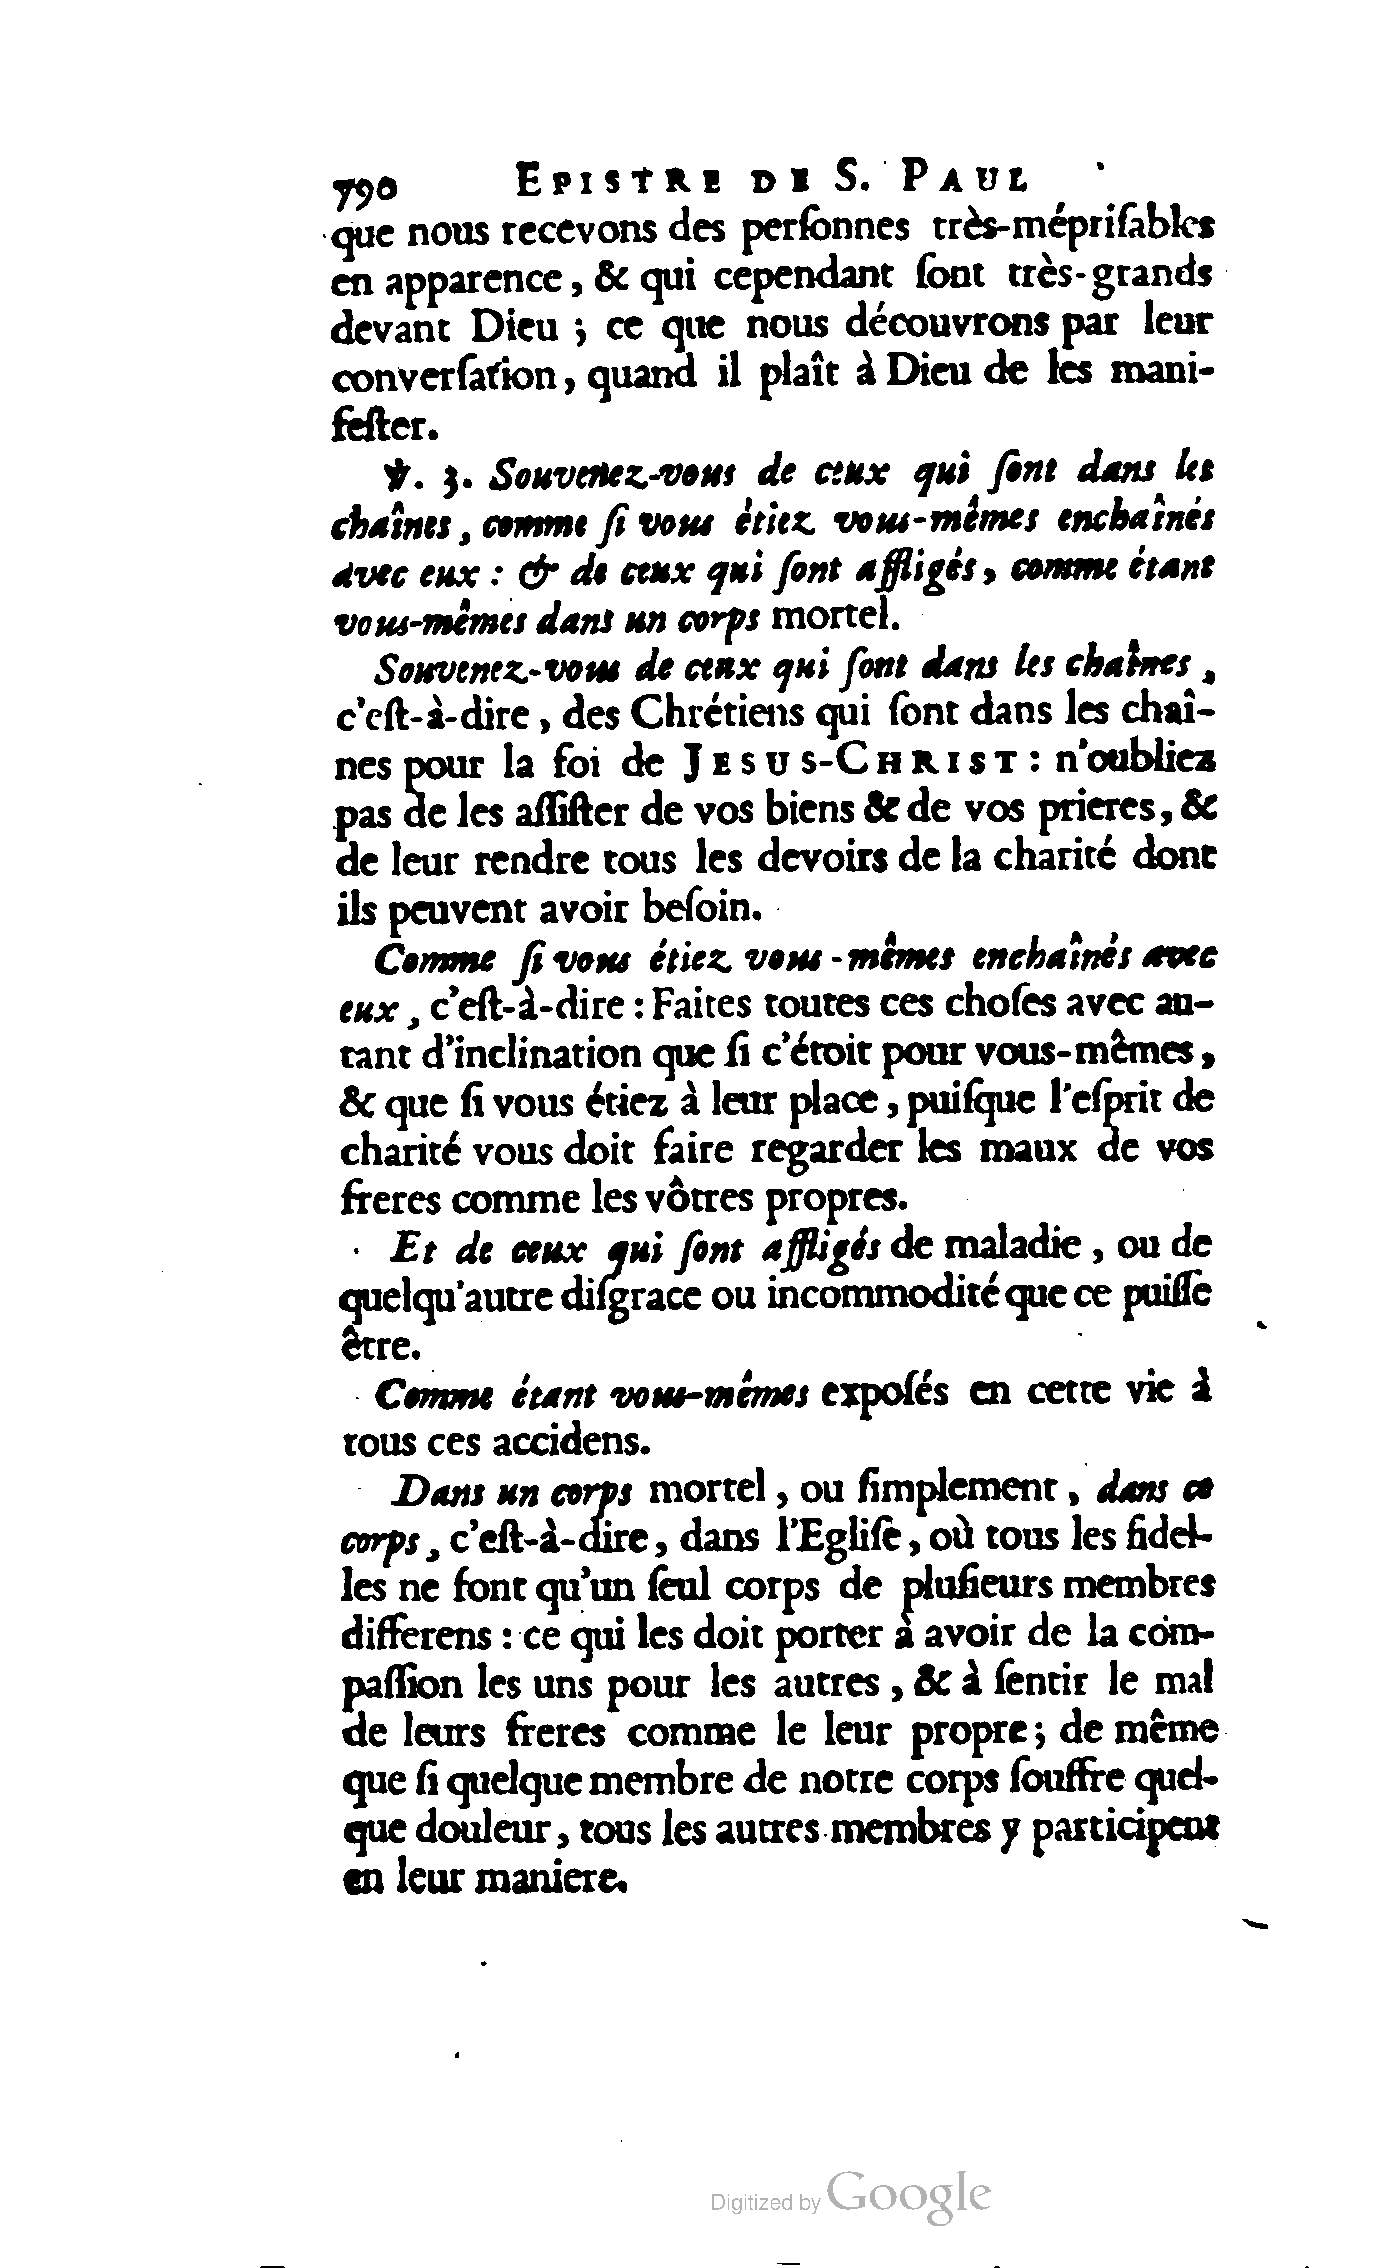 790 EPISTRE DE S. PAUL
que nous recevons des perſonnes très-mépriſables
en apparence, & qui cependant ſont très-grands
devant Dieu ; ce que nous découvrons par leur
converſation, quand il plaît à Dieu de les mani-
feſter.
℣. 3. Souvenez-vous de ceux qui ſont dans les
chaînes, comme ſi vous étiez vous-mêmes enchaînés
avec eux : & de ceux qui ſont affligés, comme étant
vous-mêmes dans un corps mortel.
Souvenez-vous de ceux qui ſont dans les chaînes,
c'eſt-à-dire, des Chrétiens qui ſont dans les chaî-
nes pour la foi de JESUS-CHRIST : n'oubliez
pas de les aſſiſter de vos biens & de vos prieres, &
de leur rendre tous les devoirs de la charité dont
ils peuvent avoir beſoin.
Comme ſi vous étiez vous-mêmes enchaînés avec
eux, c'eſt-à-dire : Faites toutes ces choſes avec au-
tant d'inclination que ſi c'étoit pour vous-mêmes,
& que ſi vous étiez à leur place, puiſque l'eſprit de
charité vous doit faire regarder les maux de vos
freres comme les vôtres propres.
Et de ceux qui ſont affligés de maladie, ou de
quelqu'autre diſgrace ou incommodité que ce puiſſe
être.
Comme étant vous-mêmes expoſés en cette vie à
tous ces accidens.
Dans un corps mortel, ou ſimplement, dans ce
corps, c'eſt-à-dire, dans l'Egliſe, où tous les fidel-
les ne font qu'un ſeul corps de pluſieurs membres
differens : ce qui les doit porter à avoir de la com-
paſſion les uns pour les autres, & à ſentir le mal
de leurs freres comme le leur propre; de même
que ſi quelque membre de notre corps ſouffre quel-
que douleur, tous les autres membres y participent
en leur maniere.
Digitized by Google